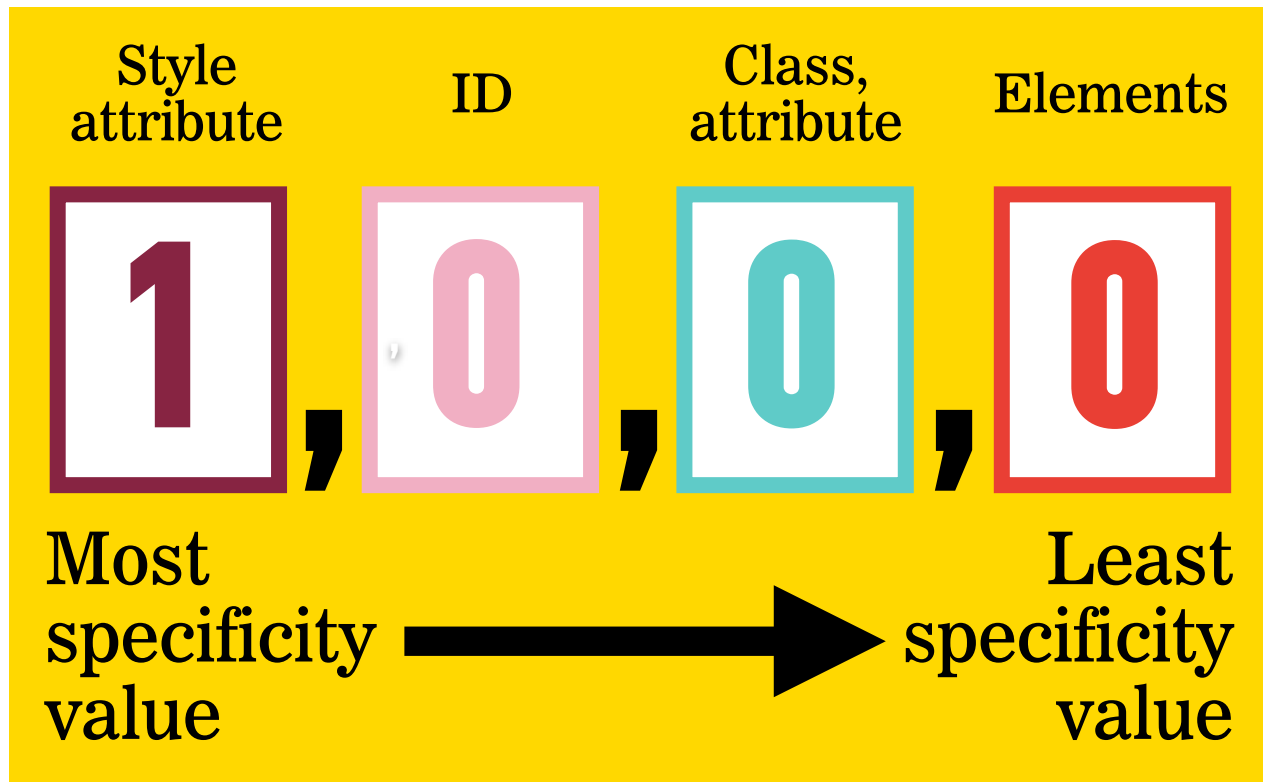 Style
attribute
ID
Class,
attribute
Elements
1,0,0,0
Most
specificity
value
Least
specificity
value